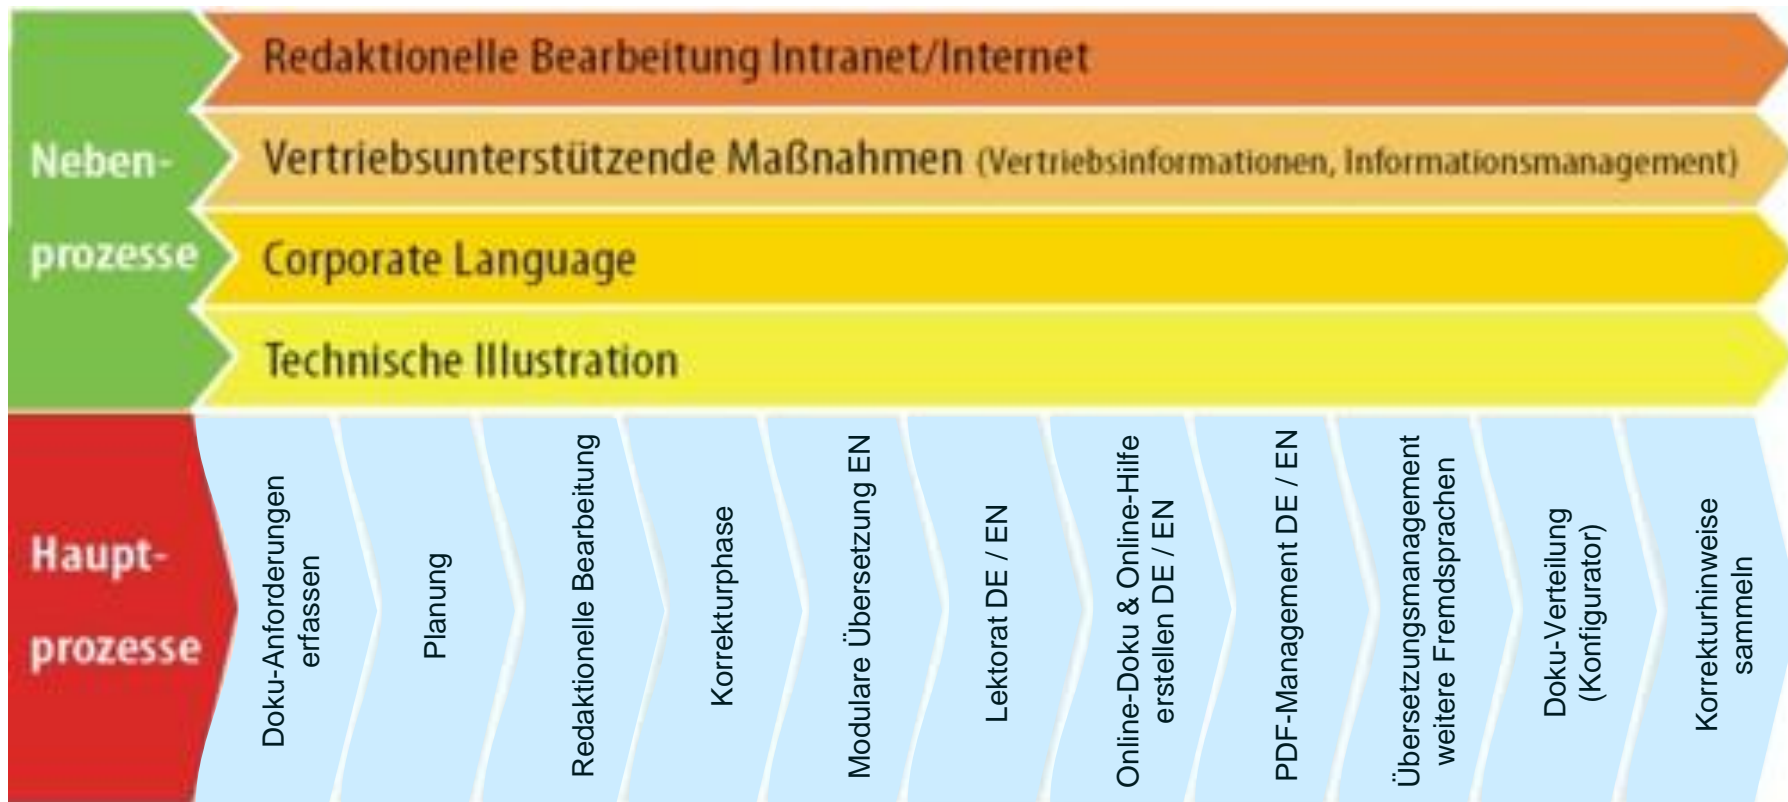 Neben-
prozesse
Redaktionelle Bearbeitung Intranet/Internet
Vertriebsunterstützende Maßnahmen (Vertriebsinformationen, Informationsmanagement)
Corporate Language
Technische Illustration
Haupt-
prozesse
Doku-Anforderungen
erfassen
Planung
Redaktionelle Bearbeitung
Korrekturphase
Modulare Übersetzung EN
Lektorat DE / EN
Online-Doku & Online-Hilfe
erstellen DE / EN
PDF-Management DE / EN
Übersetzungsmanagement
weitere Fremdsprachen
Doku-Verteilung
(Konfigurator)
Korrekturhinweise
sammeln